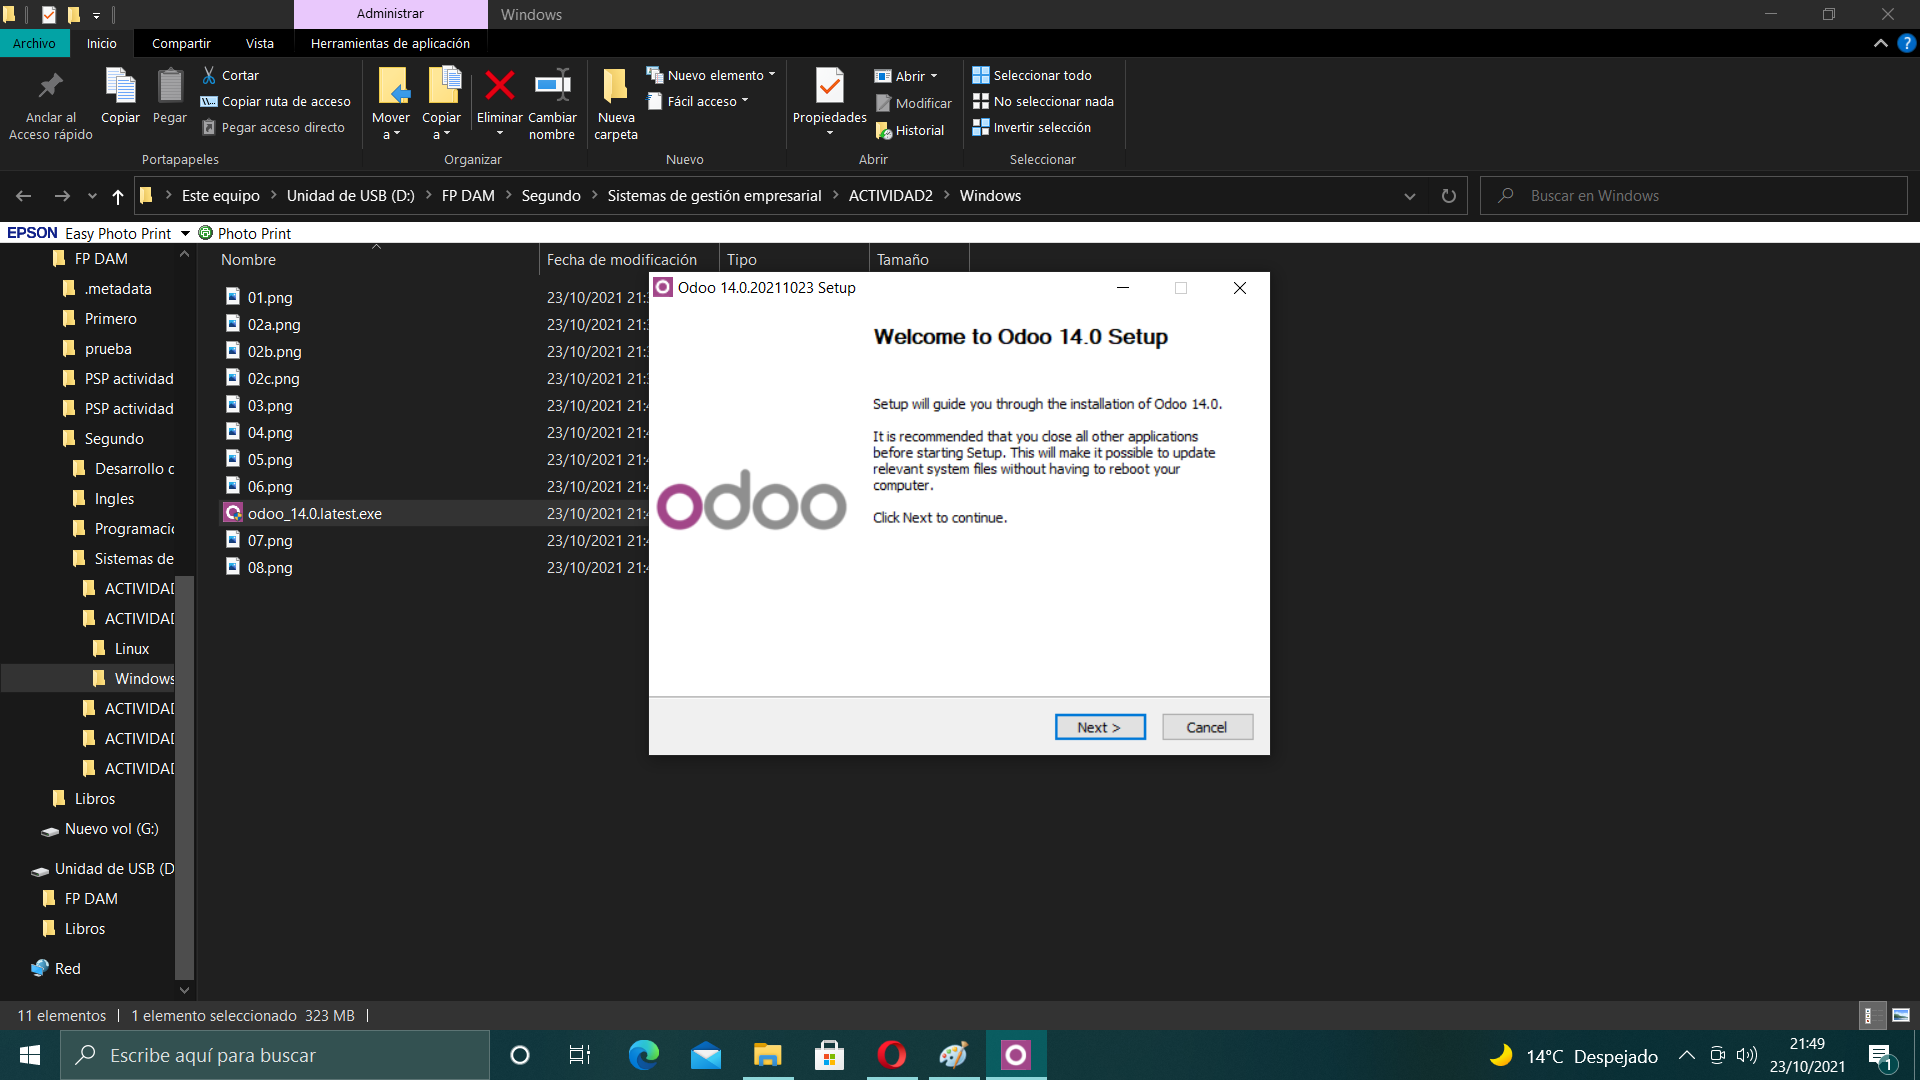 Administrar
Windows
Archivo
Inicio
Compartir
Vista
Herramientas de aplicación
Anclar al
Acceso rápido
Copiar
Pegar
Cortar
Copiar ruta de acceso
Pegar acceso directo
Portapapeles
Mover
a
Copiar
a
Eliminar
Cambiar
nombre
Organizar
Nueva
carpeta
Nuevo elemento
Fácil acceso
Nuevo
Propiedades
Abrir
Modificar
Historial
Abrir
Seleccionar todo
No seleccionar nada
Invertir selección
Seleccionar
Este equipo
Unidad de USB (D:)
FP DAM
Segundo
Sistemas de gestión empresarial
ACTIVIDAD2
Windows
Buscar en Windows
EPSON Easy Photo Print
Photo Print
FP DAM
.metadata
Primero
prueba
PSP actividad
PSP actividad
Segundo
Desarrollo
Ingles
Programació
Sistemas de
ACTIVIDAD
ACTIVIDAD
Linux
Windows
ACTIVIDAD
ACTIVIDAD
ACTIVIDAD
Libros
Nuevo vol (G:)
Unidad de USB (D
FP DAM
Libros
Red
Nombre
Fecha de modificación
Tipo
Tamaño
01.png 23/10/2021 21:
02a.png 23/10/2021 21:
02b.png 23/10/2021 21:
02c.png 23/10/2021 21:
03.png 23/10/2021 21:
04.png 23/10/2021 21:
05.png 23/10/2021 21:
06.png 23/10/2021 21:
odoo_14.0.latest.exe 23/10/2021 21:
07.png 23/10/2021 21:
08.png 23/10/2021 21:
Odoo 14.0.20211023 Setup
Welcome to Odoo 14.0 Setup
Setup will guide you through the installation of Odoo 14.0.
It is recommended that you close all other applications
before starting Setup. This will make it possible to update
relevant system files without having to reboot your
computer.
Click Next to continue.
odoo
Next >
Cancel
11 elementos
1 elemento seleccionado 323 MB
Escribe aquí para buscar
14°C Despejado
21:49
23/10/2021
1